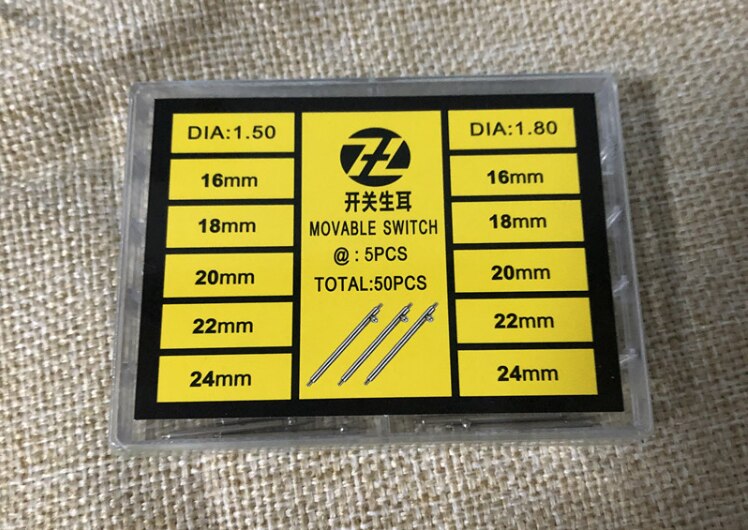 DIA:1.50
16mm
18mm
20mm
22mm
24mm
开关生耳
MOVABLE SWITCH
@ : 5PCS
TOTAL:50PCS
DIA:1.80
16mm
18mm
20mm
22mm
24mm